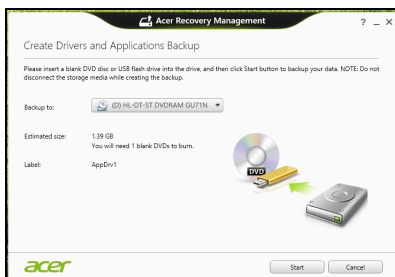 Acer Recovery Management
? _ ×
Create Drivers and Applications Backup
Please insert a blank DVD disc or USB flash drive into the drive, and then click Start button to backup your data. NOTE: Do not
disconnect the storage media while creating the backup.
Backup to:
(D) HL-DT-ST DVDRAM GU71N
Estimated size:
1.39 GB
You will need 1 blank DVDs to burn.
Label:
AppDrv1
DVD
acer
Start
Cancel